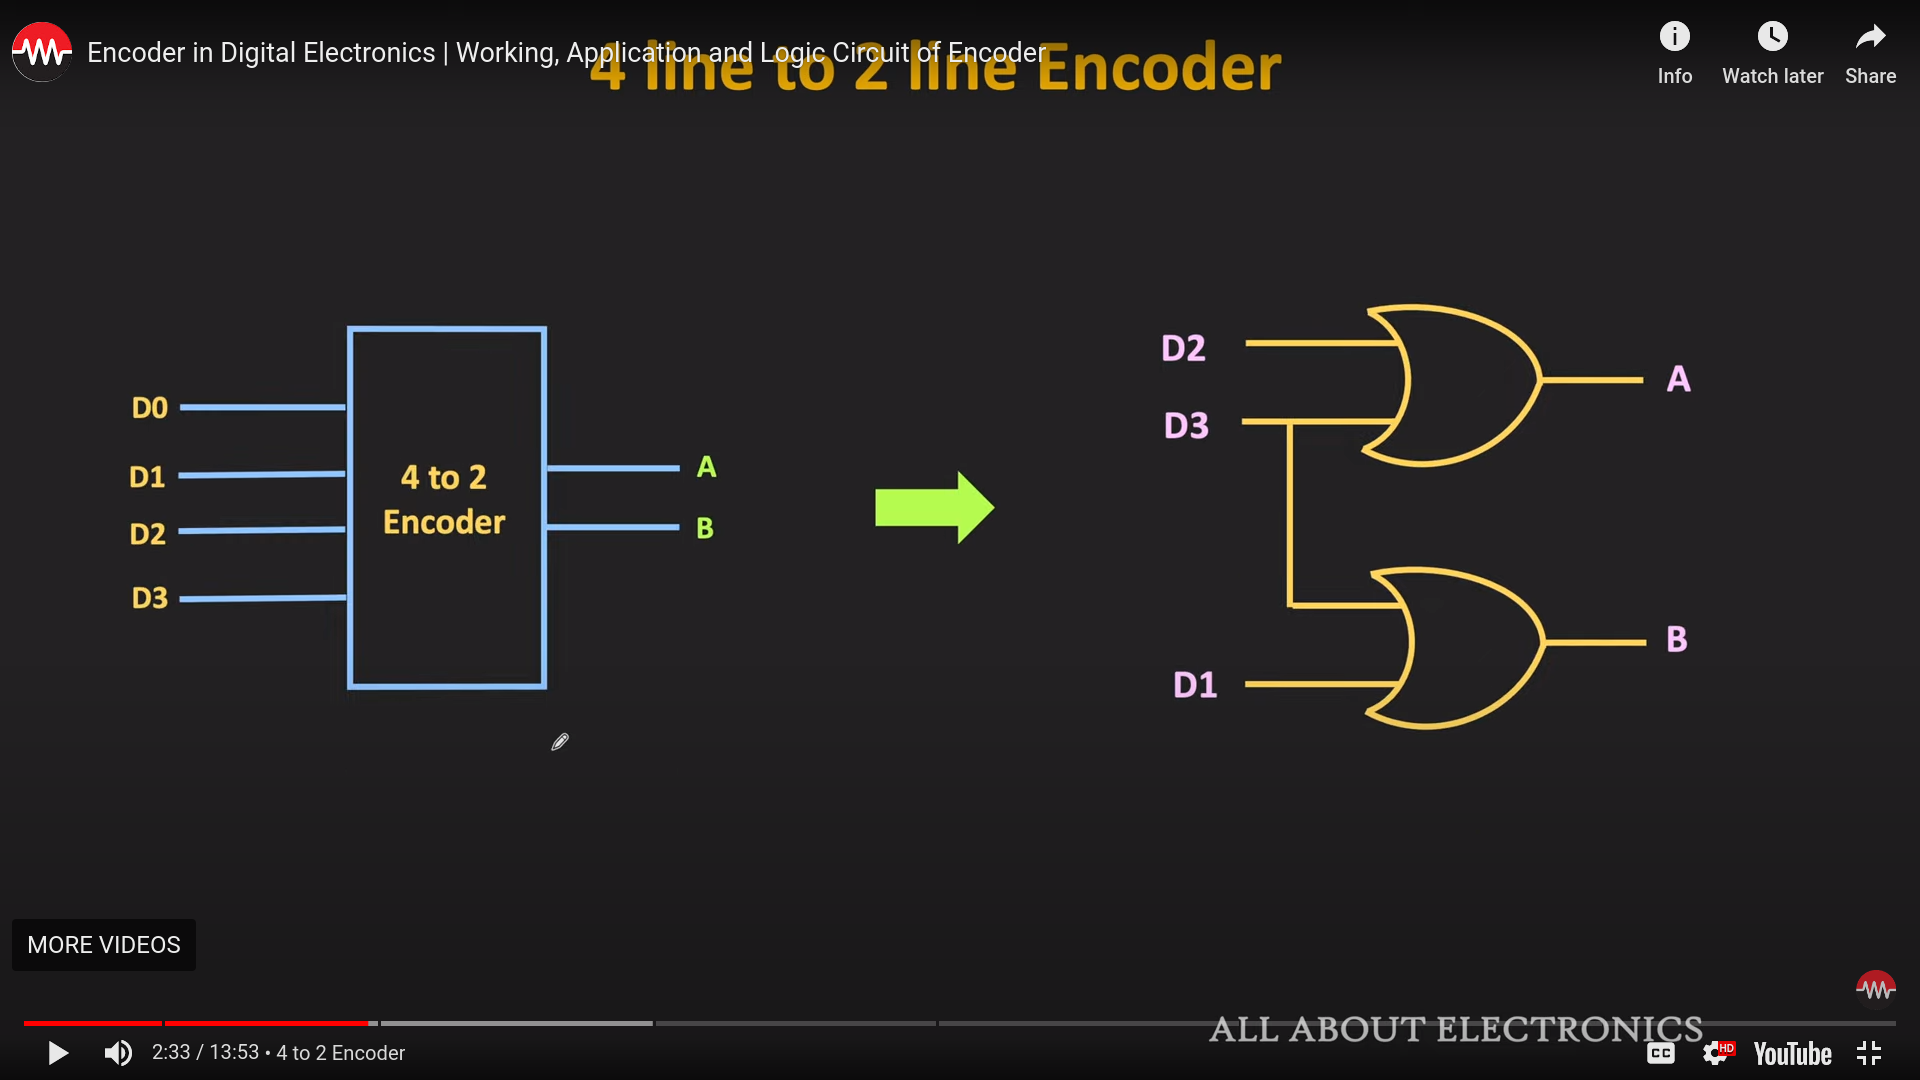 Encoder in Digital Electronics | Working, Application and Logic Circuit of Encoder
4 line to 2 line Encoder
Info
Watch later
Share
D0
D1
D2
D3
4 to 2
Encoder
A
B
D2
D3
A
D1
B
MORE VIDEOS
ALL ABOUT ELECTRONICS
2:33 / 13:53 • 4 to 2 Encoder
CC
HD
YouTube